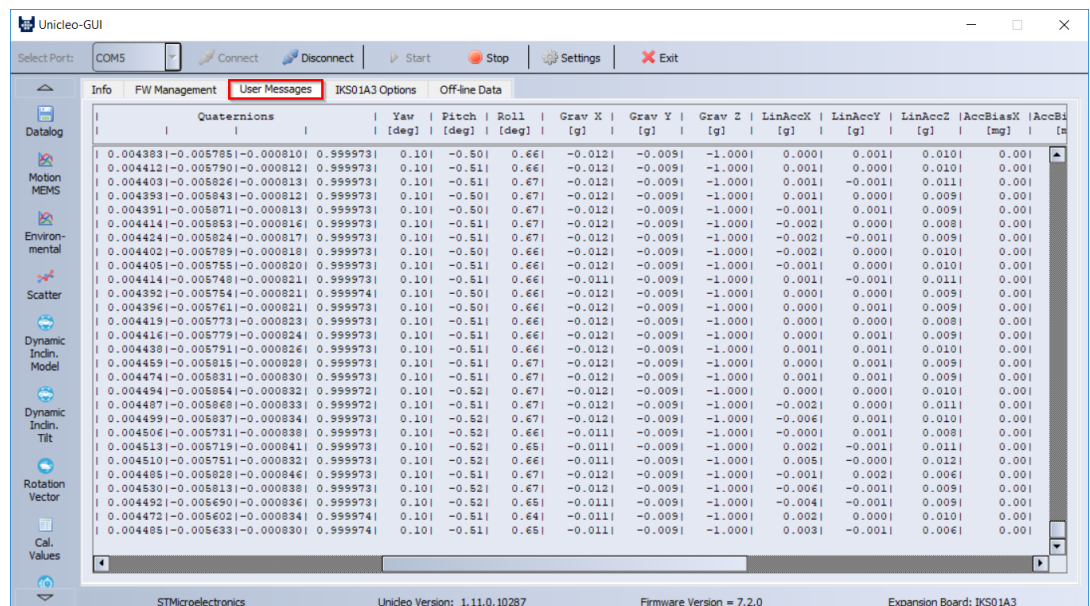 Unicleo-GUI
Select Port: COM5 Connect Disconnect Start Stop Settings Exit
Info FW Management User Messages IKS01A3 Options Off-line Data
Datalog
Motion
MEMS
Environ-
mental
Scatter
Dynamic
Inclin.
Model
Dynamic
Inclin.
Tilt
Rotation
Vector
Cal.
Values
| Quaternions | Yaw | Pitch | Roll | Grav X | Grav Y | Grav Z | LinAccX | LinAccY | LinAccZ |AccBiasX |AccBi
| | | | | [deg] | [deg] | [deg] | [g] | [g] | [g] | [g] | [g] | [g] | [mg] | [m
| 0.004383|-0.005785|-0.000810| 0.999973| 0.10| -0.50| 0.66| -0.012| -0.009| -1.000| 0.000| 0.001| 0.010| 0.00|
| 0.004412|-0.005790|-0.000812| 0.999973| 0.10| -0.51| 0.66| -0.012| -0.009| -1.000| 0.001| 0.000| 0.010| 0.00|
| 0.004403|-0.005826|-0.000813| 0.999973| 0.10| -0.51| 0.67| -0.012| -0.009| -1.000| 0.001| -0.001| 0.011| 0.00|
| 0.004393|-0.005843|-0.000812| 0.999973| 0.10| -0.50| 0.67| -0.012| -0.009| -1.000| 0.001| 0.000| 0.009| 0.00|
| 0.004391|-0.005871|-0.000813| 0.999973| 0.10| -0.50| 0.67| -0.012| -0.009| -1.000| -0.001| 0.001| 0.009| 0.00|
| 0.004414|-0.005853|-0.000816| 0.999973| 0.10| -0.51| 0.67| -0.012| -0.009| -1.000| -0.002| 0.000| 0.008| 0.00|
| 0.004424|-0.005824|-0.000817| 0.999973| 0.10| -0.51| 0.67| -0.012| -0.009| -1.000| -0.002| -0.001| 0.009| 0.00|
| 0.004402|-0.005789|-0.000818| 0.999973| 0.10| -0.50| 0.66| -0.012| -0.009| -1.000| -0.002| 0.000| 0.010| 0.00|
| 0.004405|-0.005755|-0.000820| 0.999973| 0.10| -0.51| 0.66| -0.012| -0.009| -1.000| -0.001| 0.000| 0.010| 0.00|
| 0.004414|-0.005748|-0.000821| 0.999973| 0.10| -0.51| 0.66| -0.011| -0.009| -1.000| 0.001| -0.001| 0.011| 0.00|
| 0.004392|-0.005754|-0.000821| 0.999974| 0.10| -0.50| 0.66| -0.012| -0.009| -1.000| 0.000| 0.000| 0.011| 0.00|
| 0.004396|-0.005761|-0.000821| 0.999973| 0.10| -0.50| 0.66| -0.012| -0.009| -1.000| 0.000| 0.001| 0.009| 0.00|
| 0.004419|-0.005773|-0.000823| 0.999973| 0.10| -0.51| 0.66| -0.012| -0.009| -1.000| 0.000| 0.000| 0.008| 0.00|
| 0.004416|-0.005779|-0.000824| 0.999973| 0.10| -0.51| 0.66| -0.012| -0.009| -1.000| 0.000| 0.000| 0.009| 0.00|
| 0.004438|-0.005791|-0.000826| 0.999973| 0.10| -0.51| 0.66| -0.012| -0.009| -1.000| 0.001| 0.001| 0.010| 0.00|
| 0.004459|-0.005815|-0.000828| 0.999973| 0.10| -0.51| 0.67| -0.012| -0.009| -1.000| 0.000| 0.001| 0.009| 0.00|
| 0.004474|-0.005831|-0.000830| 0.999973| 0.10| -0.51| 0.67| -0.012| -0.009| -1.000| 0.001| 0.001| 0.009| 0.00|
| 0.004494|-0.005854|-0.000832| 0.999972| 0.10| -0.52| 0.67| -0.012| -0.009| -1.000| 0.000| 0.001| 0.010| 0.00|
| 0.004487|-0.005868|-0.000833| 0.999972| 0.10| -0.51| 0.67| -0.012| -0.009| -1.000| -0.002| 0.000| 0.011| 0.00|
| 0.004499|-0.005837|-0.000834| 0.999973| 0.10| -0.52| 0.67| -0.012| -0.009| -1.000| -0.006| 0.001| 0.010| 0.00|
| 0.004506|-0.005731|-0.000838| 0.999973| 0.10| -0.52| 0.66| -0.011| -0.009| -1.000| -0.000| 0.001| 0.008| 0.00|
| 0.004513|-0.005719|-0.000841| 0.999973| 0.10| -0.52| 0.65| -0.011| -0.009| -1.000| 0.002| -0.001| 0.011| 0.00|
| 0.004510|-0.005751|-0.000832| 0.999973| 0.10| -0.52| 0.66| -0.011| -0.009| -1.000| 0.005| -0.000| 0.012| 0.00|
| 0.004485|-0.005828|-0.000846| 0.999973| 0.10| -0.51| 0.67| -0.012| -0.009| -1.000| -0.001| 0.002| 0.006| 0.00|
| 0.004530|-0.005813|-0.000838| 0.999973| 0.10| -0.52| 0.67| -0.012| -0.009| -1.000| -0.006| -0.001| 0.009| 0.00|
| 0.004492|-0.005690|-0.000836| 0.999973| 0.10| -0.52| 0.65| -0.011| -0.009| -1.000| -0.004| -0.001| 0.009| 0.00|
| 0.004472|-0.005602|-0.000834| 0.999974| 0.10| -0.51| 0.64| -0.011| -0.009| -1.000| 0.002| 0.000| 0.010| 0.00|
| 0.004485|-0.005633|-0.000830| 0.999974| 0.10| -0.51| 0.65| -0.011| -0.009| -1.000| 0.003| -0.001| 0.006| 0.00|
STMicroelectronics Unicleo Version: 1.11.0.10287 Firmware Version = 7.2.0 Expansion Board: IKS01A3